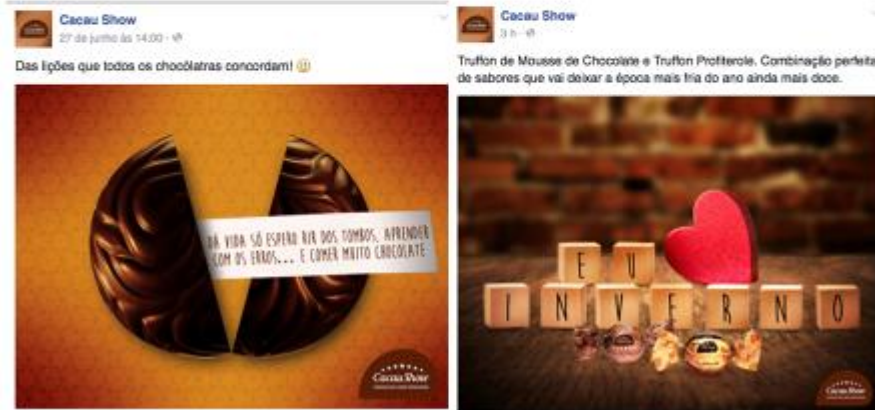 Cacau Show
27 de junho às 14:00
Das lições que todos os chocólatras concordam!
DA VIDA SÓ ESPERO RIR DOS TOMBOS, APRENDER
COM OS ERROS... E COMER MUITO CHOCOLATE
Cacau Show
Cacau Show
3 h
Truffon de Mousse de Chocolate e Truffon Profiterole. Combinação perfeita
de sabores que vai deixar a época mais fria do ano ainda mais doce.
EU
INVERNO
Cacau Show